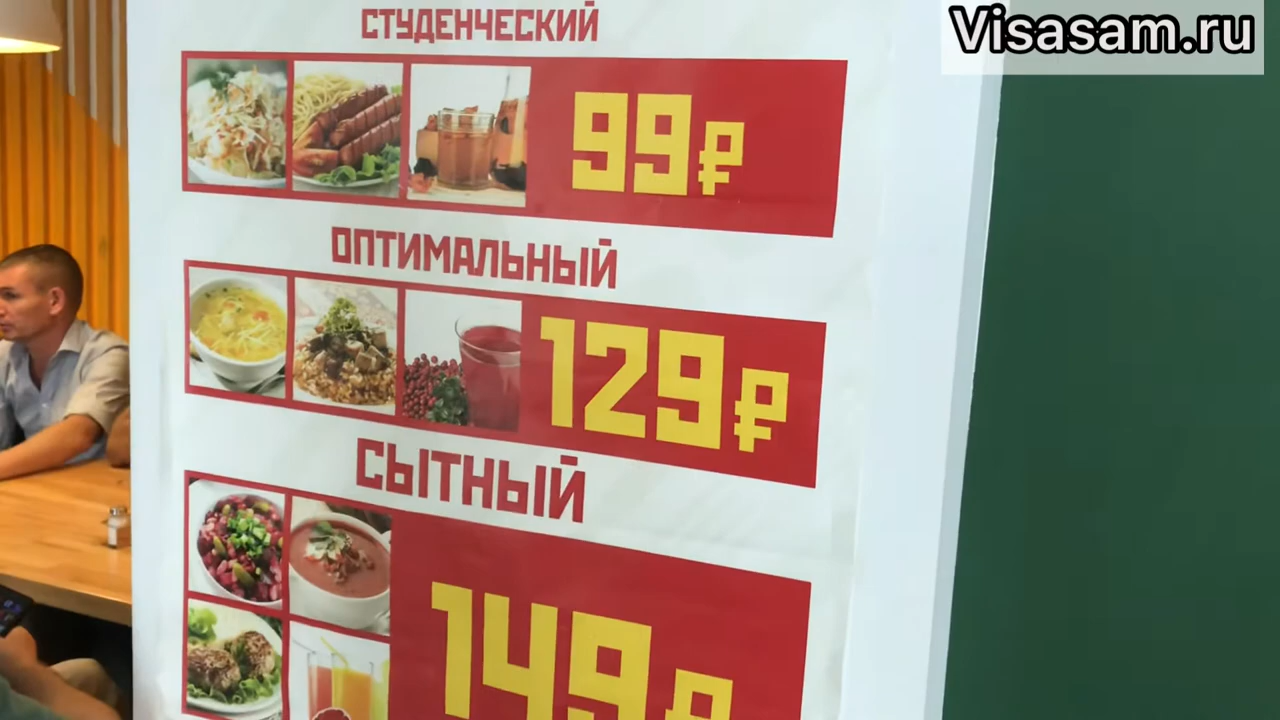 Visasam.ru
СТУДЕНЧЕСКИЙ
99₽
ОПТИМАЛЬНЫЙ
129₽
СЫТНЫЙ
149₽